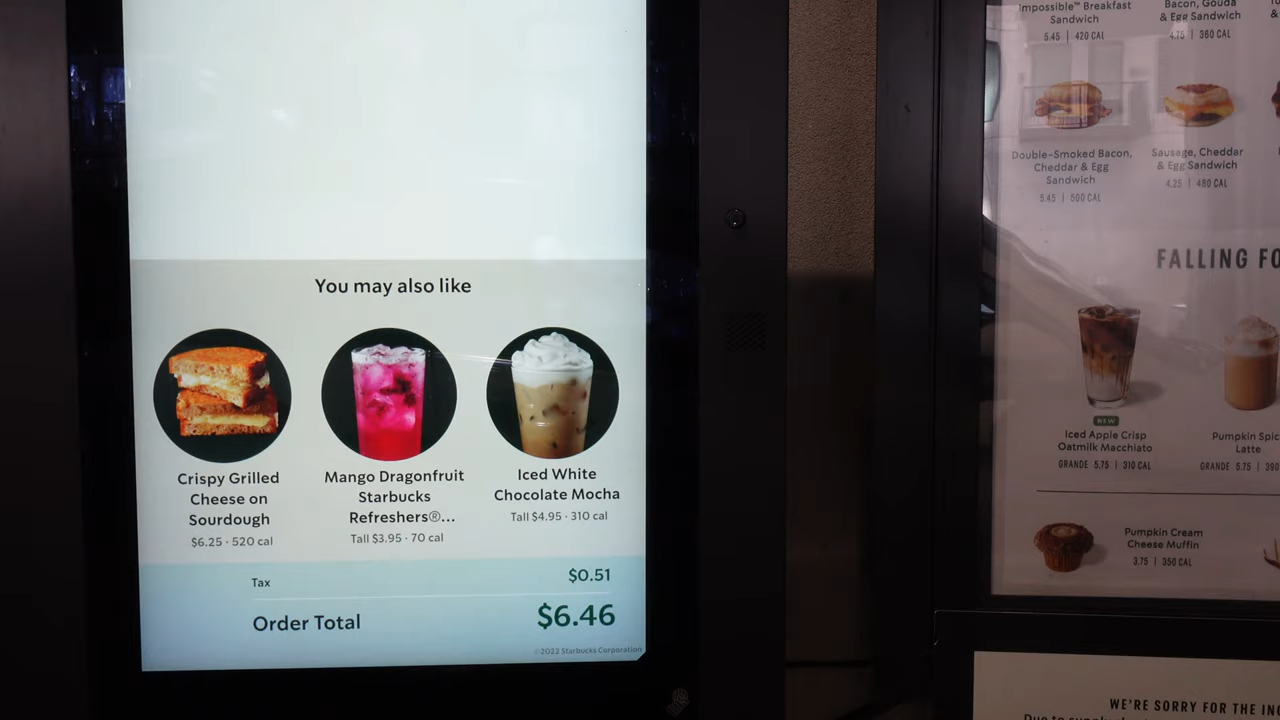 You may also like
Crispy Grilled
Cheese on
Sourdough
$6.25 · 520 cal
Mango Dragonfruit
Starbucks
Refreshers®...
Tall $3.95 · 70 cal
Iced White
Chocolate Mocha
Tall $4.95 · 310 cal
Tax
$0.51
Order Total
$6.46
©2022 Starbucks Corporation
Impossible™ Breakfast
Sandwich
5.45 | 420 CAL
Bacon, Gouda
& Egg Sandwich
4.75 | 360 CAL
Double-Smoked Bacon,
Cheddar & Egg
Sandwich
5.45 | 500 CAL
Sausage, Cheddar
& Egg Sandwich
4.25 | 480 CAL
FALLING FO
NEW
Iced Apple Crisp
Oatmilk Macchiato
GRANDE 5.75 | 310 CAL
Pumpkin Spic
Latte
GRANDE 5.75 | 390
Pumpkin Cream
Cheese Muffin
3.75 | 350 CAL
WE'RE SORRY FOR THE IN
Due to